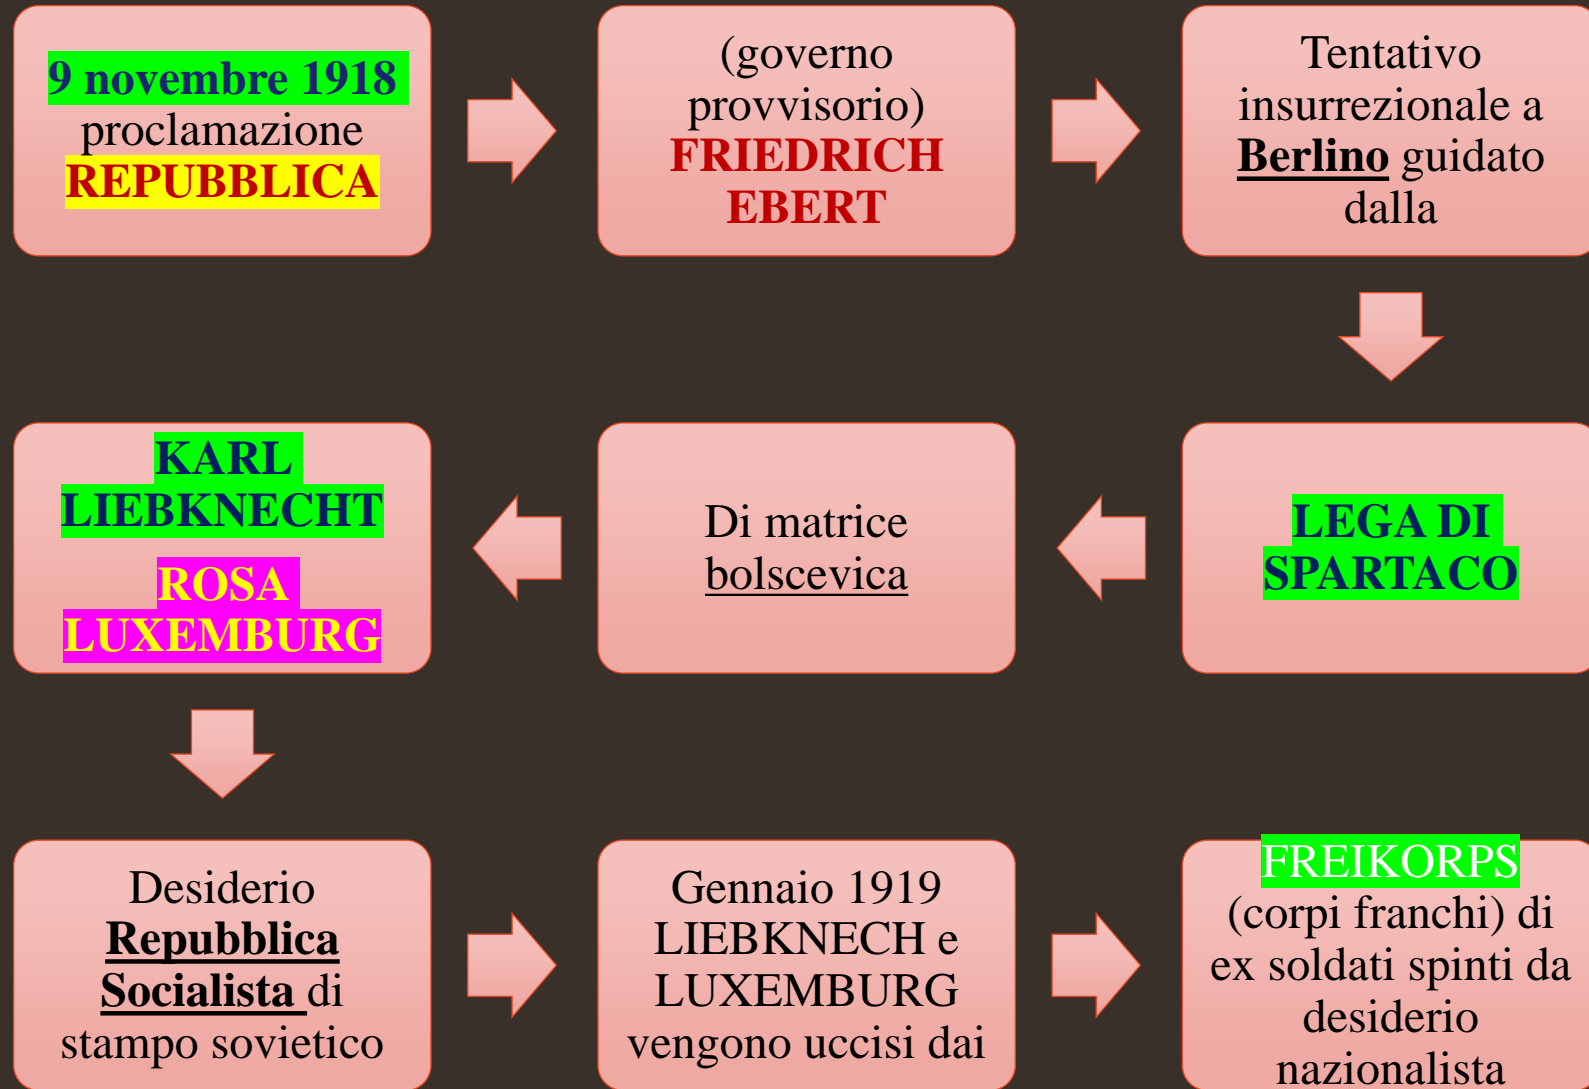 9 novembre 1918
proclamazione
REPUBBLICA
(governo
provvisorio)
FRIEDRICH
EBERT
Tentativo
insurrezionale a
Berlino guidato
dalla
LEGA DI
SPARTACO
Di matrice
bolscevica
KARL
LIEBKNECHT
ROSA
LUXEMBURG
Desiderio
Repubblica
Socialista di
stampo sovietico
Gennaio 1919
LIEBKNECH e
LUXEMBURG
vengono uccisi dai
FREIKORPS
(corpi franchi) di
ex soldati spinti da
desiderio
nazionalista